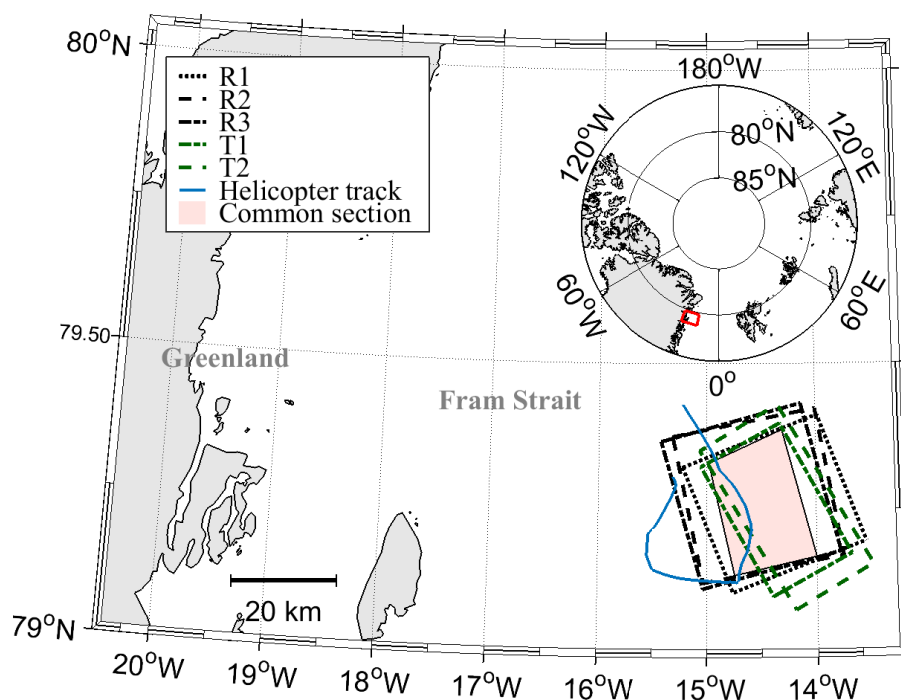 80°N
R1
R2
R3
T1
T2
Helicopter track
Common section
180°W
120°W
80°N
120°E
85°N
60°W
60°E
0°
79.50
Greenland
Fram Strait
20 km
79°N
20°W
19°W
18°W
17°W
16°W
15°W
14°W